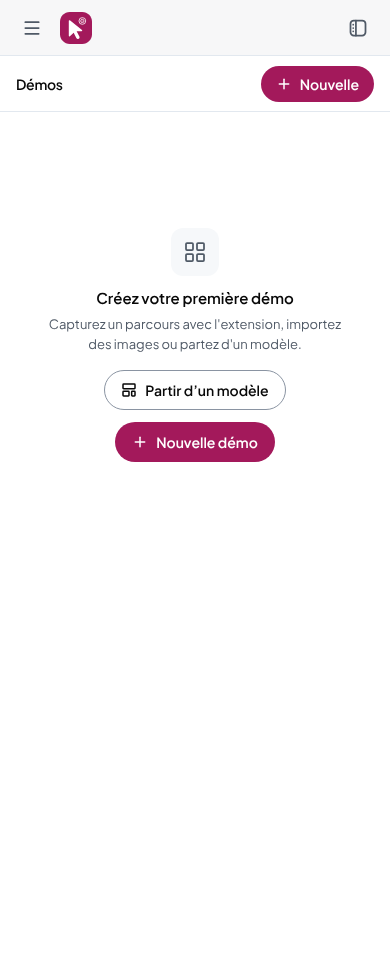 Démos
Nouvelle
Créez votre première démo
Capturez un parcours avec l'extension, importez
des images ou partez d'un modèle.
Partir d’un modèle
Nouvelle démo